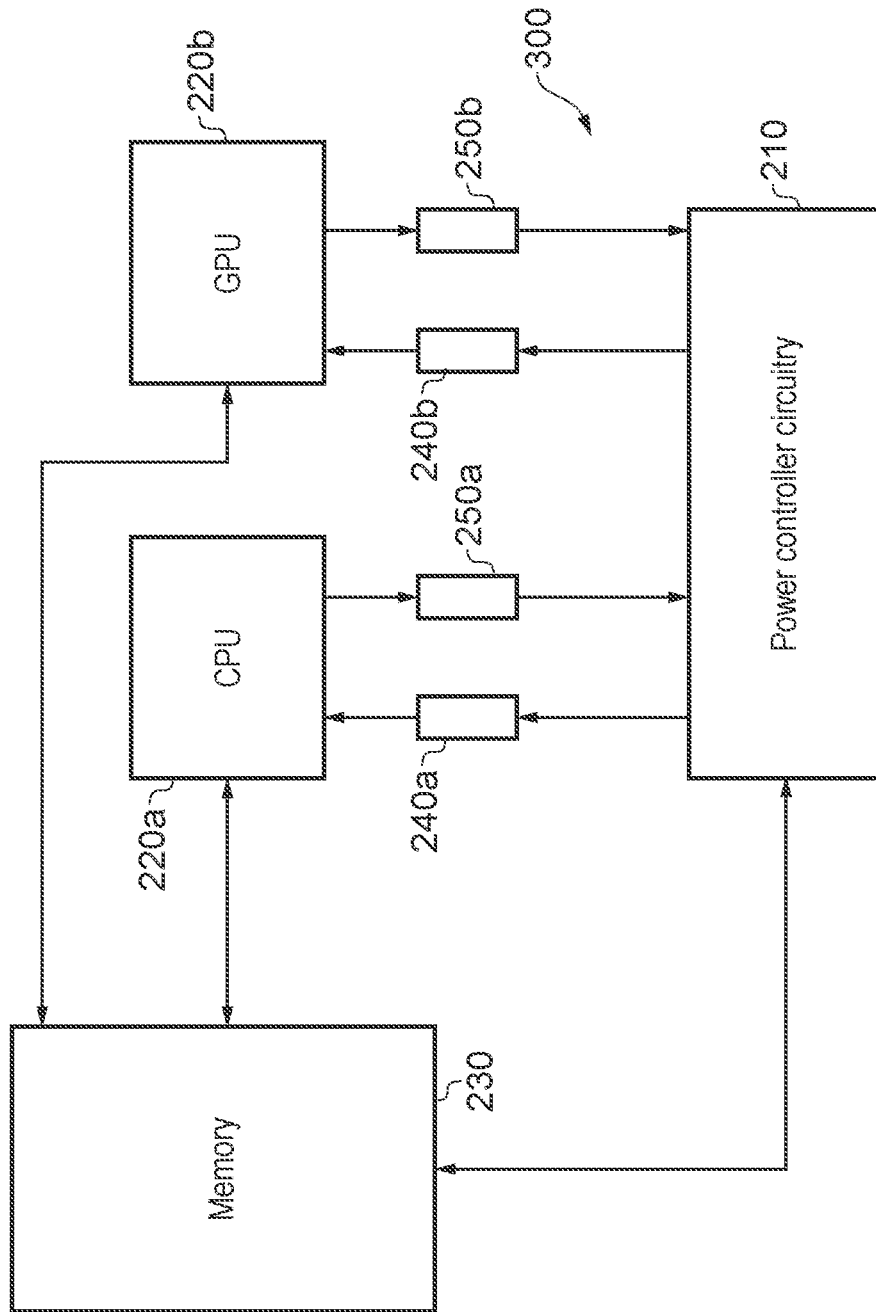 220b
GPU
250b
240b
300
CPU
220a
250a
240a
210
Power controller circuitry
Memory
230